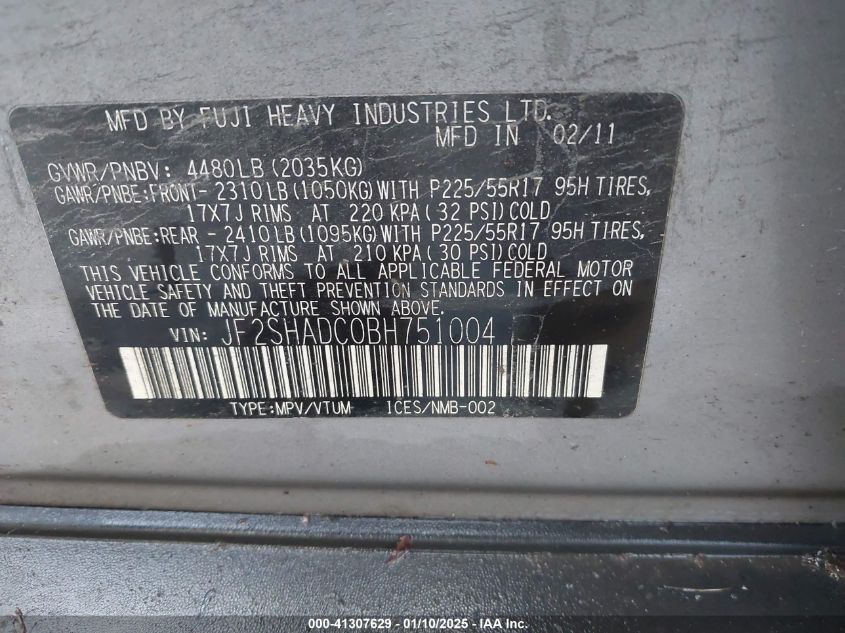 MFD BY FUJI HEAVY INDUSTRIES LTD.
MFD IN 02/11
GVWR/PNBV: 4480LB(2035KG)
GAWR/PNBE:FRONT-2310LB(1050KG)WITH P225/55R17 95H TIRES,
17X7J RIMS AT 220 KPA(32 PSI)COLD
GAWR/PNBE:REAR -2410LB(1095KG)WITH P225/55R17 95H TIRES,
17X7J RIMS AT 210 KPA(30 PSI)COLD
THIS VEHICLE CONFORMS TO ALL APPLICABLE FEDERAL MOTOR
VEHICLE SAFETY AND THEFT PREVENTION STANDARDS IN EFFECT ON
THE DATE OF MANUFACTURE SHOWN ABOVE.
VIN: JF2SHADC0BH751004
TYPE:MPV/VTUM ICES/NMB-002
000-41307629 - 01/10/2025 - IAA Inc.